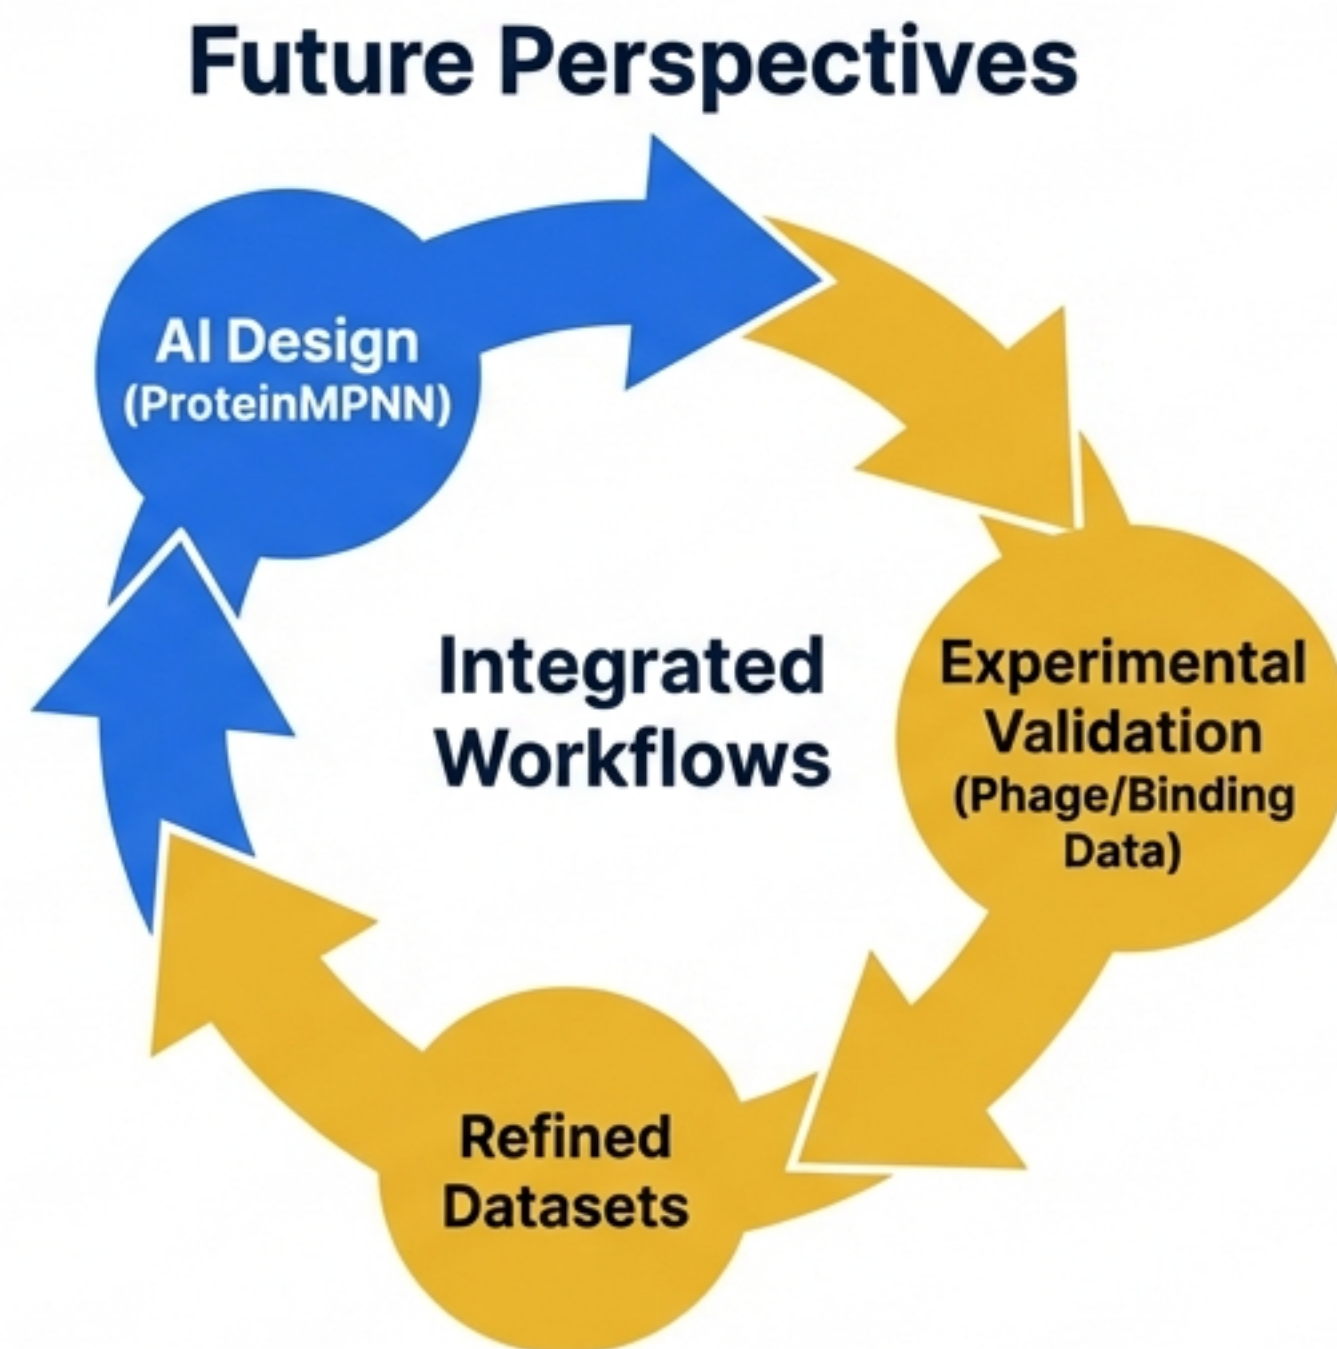 Future Perspectives
AI Design
(ProteinMPNN)
Integrated
Workflows
Experimental
Validation
(Phage/Binding
Data)
Refined
Datasets